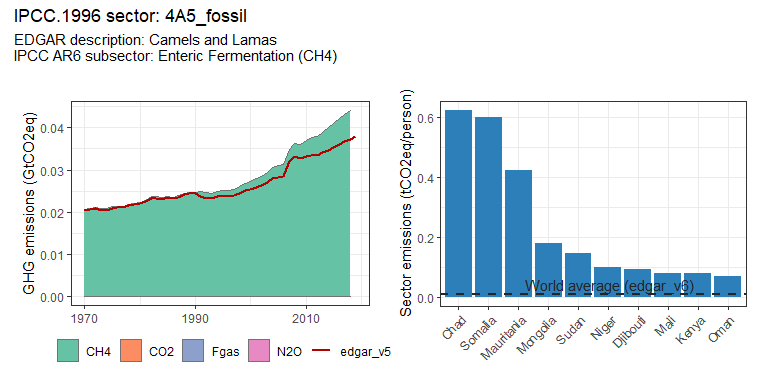 IPCC.1996 sector: 4A5_fossil
EDGAR description: Camels and Lamas
IPCC AR6 subsector: Enteric Fermentation (CH4)
GHG emissions (GtCO2eq)
0.04
0.03
0.02
0.01
0.00
1970
1990
2010
CH4
CO2
Fgas
N2O
edgar_v5
Sector emissions (tCO2eq/person)
0.6
0.4
0.2
0.0
World average (edgar_v6)
Chad
Somalia
Mauritania
Mongolia
Sudan
Niger
Djibouti
Mali
Kenya
Oman